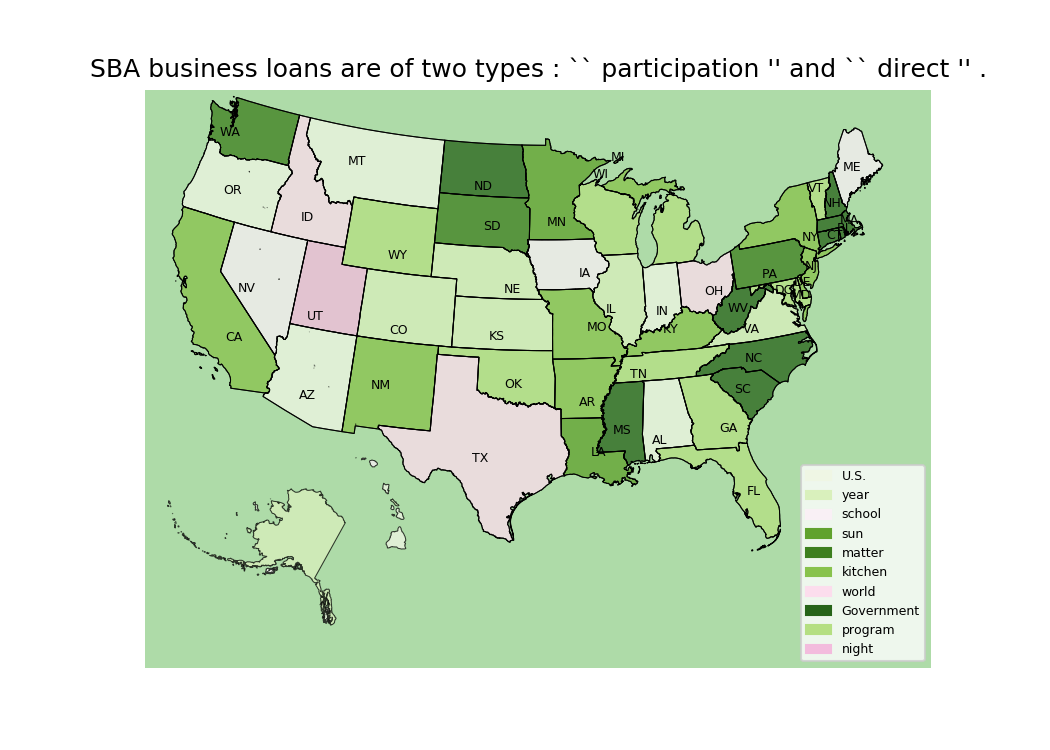 SBA business loans are of two types : `` participation '' and `` direct '' .
WA
MT
ND
MI
WI
ME
OR
ID
SD
MN
VT
NH
MA
NY
CT
WY
IA
PA
NJ
NV
UT
NE
IL
IN
OH
DC
DE
MD
WV
CO
KS
MO
KY
VA
CA
NM
OK
TN
NC
AZ
AR
SC
TX
LA
MS
AL
GA
FL
U.S.
year
school
sun
matter
kitchen
world
Government
program
night